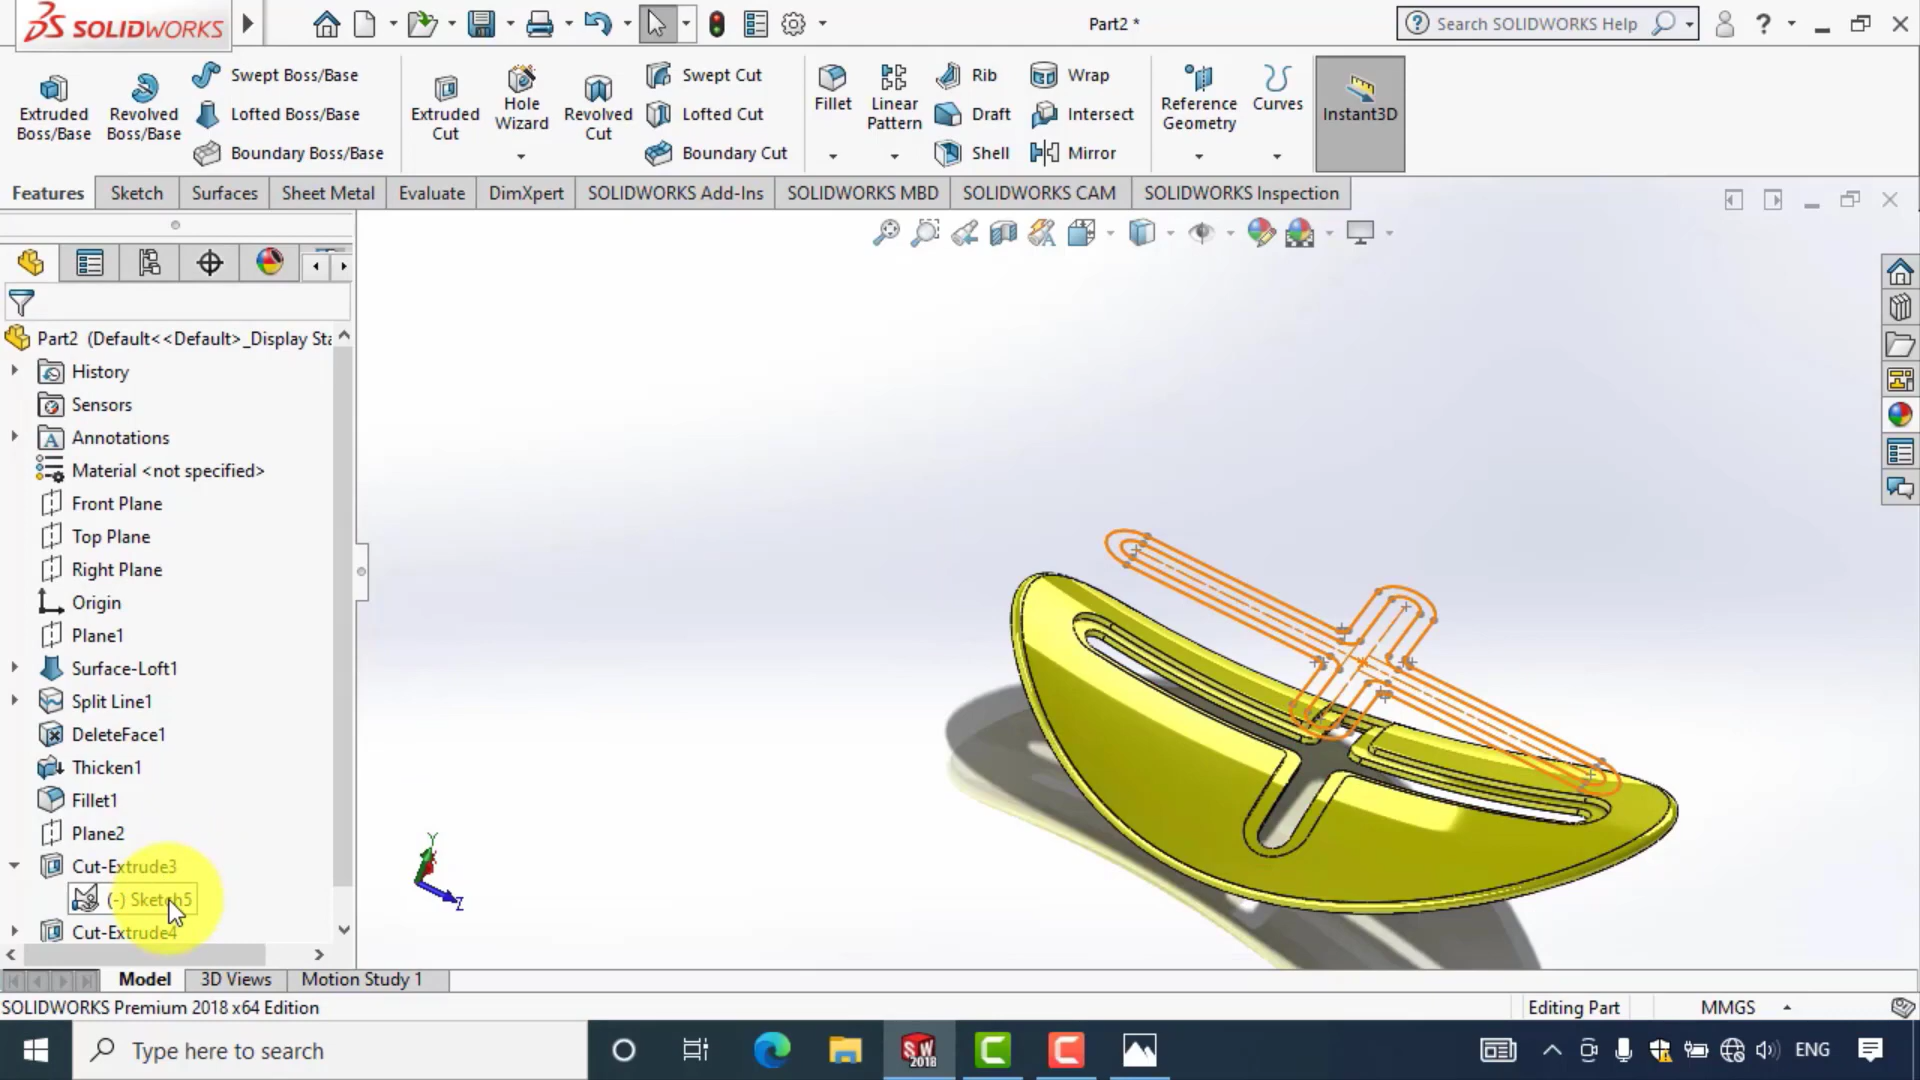 SOLIDWORKS
Part2 *
Search SOLIDWORKS Help
Extruded Boss/Base
Revolved Boss/Base
Swept Boss/Base
Lofted Boss/Base
Boundary Boss/Base
Extruded Cut
Hole Wizard
Revolved Cut
Swept Cut
Lofted Cut
Boundary Cut
Fillet
Linear Pattern
Rib
Draft
Shell
Wrap
Intersect
Mirror
Reference Geometry
Curves
Instant3D
Features
Sketch
Surfaces
Sheet Metal
Evaluate
DimXpert
SOLIDWORKS Add-Ins
SOLIDWORKS MBD
SOLIDWORKS CAM
SOLIDWORKS Inspection
Part2 (Default<<Default>_Display Sta
History
Sensors
Annotations
Material <not specified>
Front Plane
Top Plane
Right Plane
Origin
Plane1
Surface-Loft1
Split Line1
DeleteFace1
Thicken1
Fillet1
Plane2
Cut-Extrude3
(-) Sketch5
Cut-Extrude4
Y
Z
Model
3D Views
Motion Study 1
SOLIDWORKS Premium 2018 x64 Edition
Editing Part
MMGS
Type here to search
SW
2018
ENG